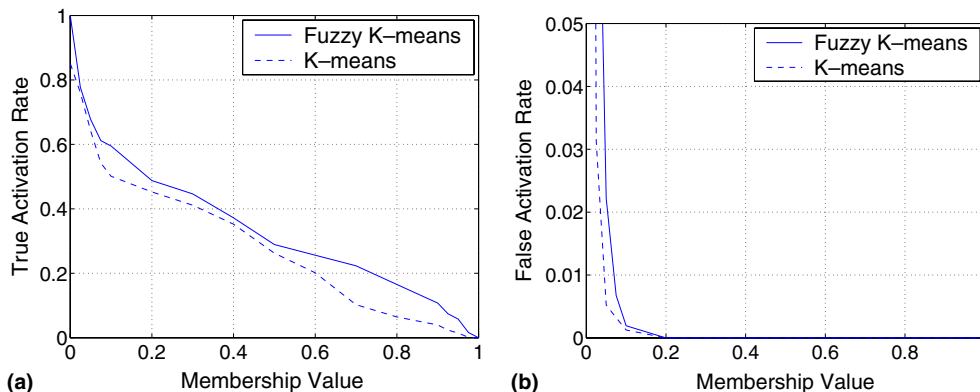 1
0.8
0.6
0.4
0.2
0
True Activation Rate
Fuzzy K–means
K–means
0
0.2
0.4
0.6
0.8
1
Membership Value
(a)
0.05
0.04
0.03
0.02
0.01
0
False Activation Rate
Fuzzy K–means
K–means
0
0.2
0.4
0.6
0.8
Membership Value
(b)